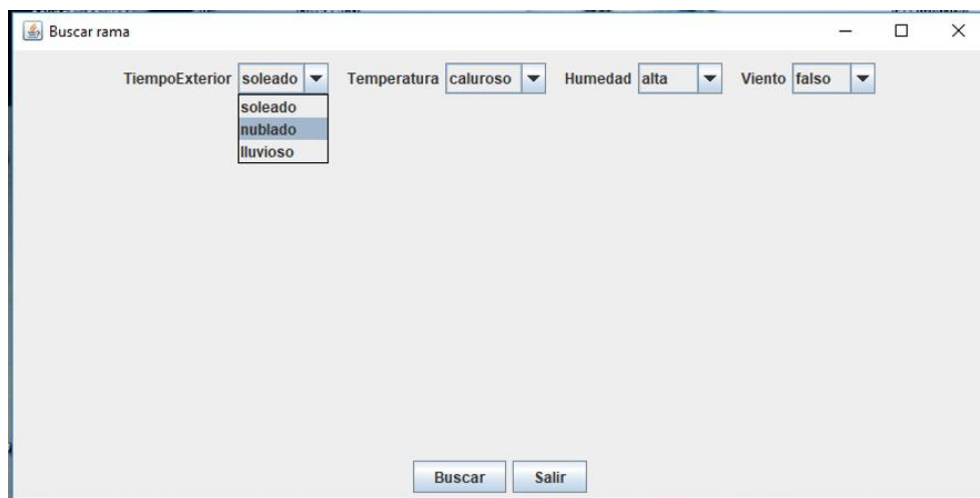 Buscar rama
TiempoExterior soleado Temperatura caluroso Humedad alta Viento falso
soleado
nublado
lluvioso
Buscar Salir